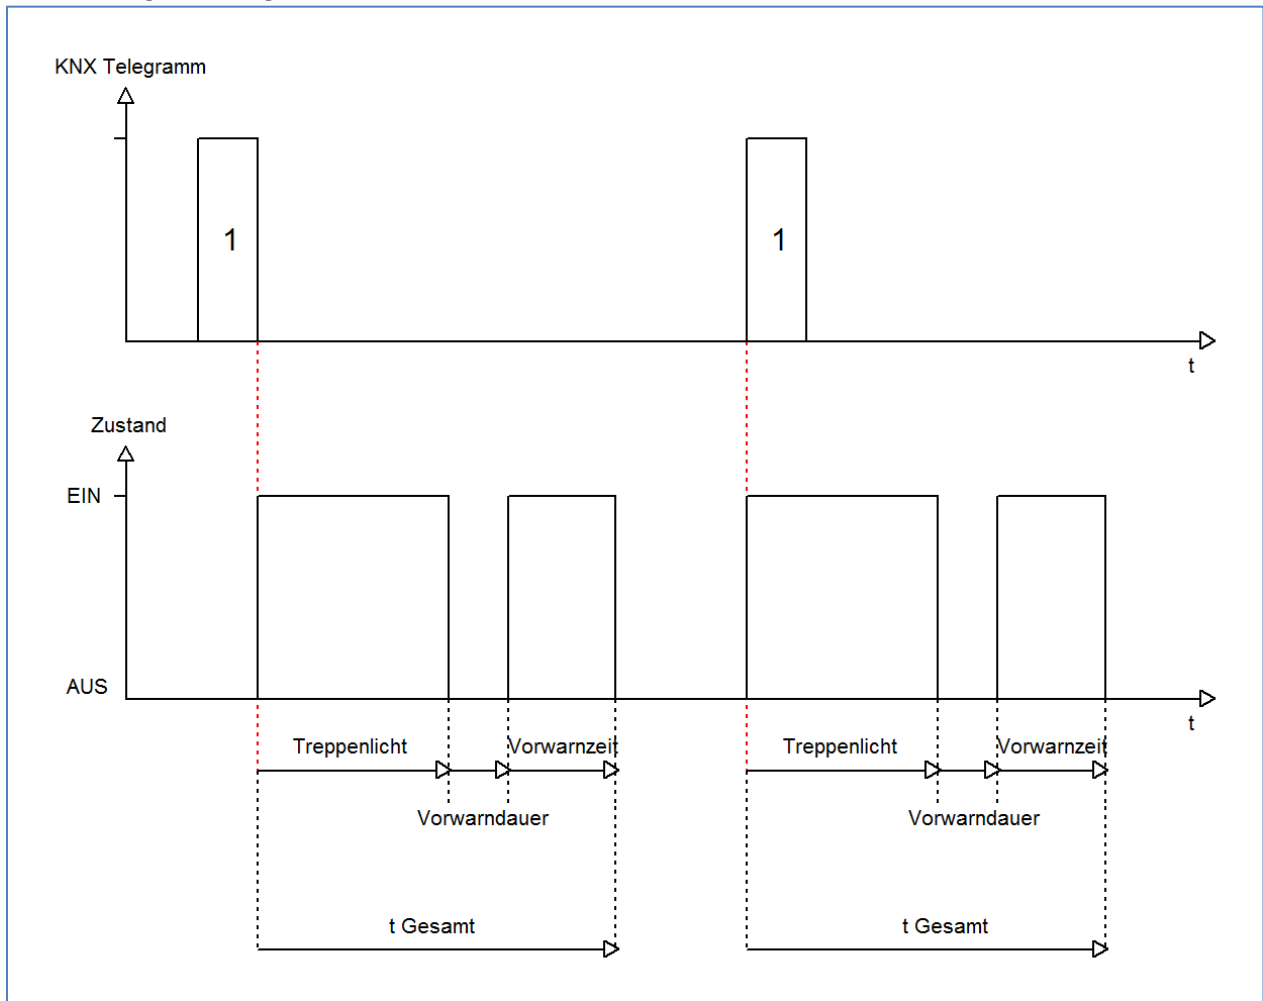 KNX Telegramm
1 1
t
Zustand
EIN
AUS
t
Treppenlicht Vorwarnzeit Treppenlicht Vorwarnzeit
Vorwarndauer Vorwarndauer
t Gesamt t Gesamt